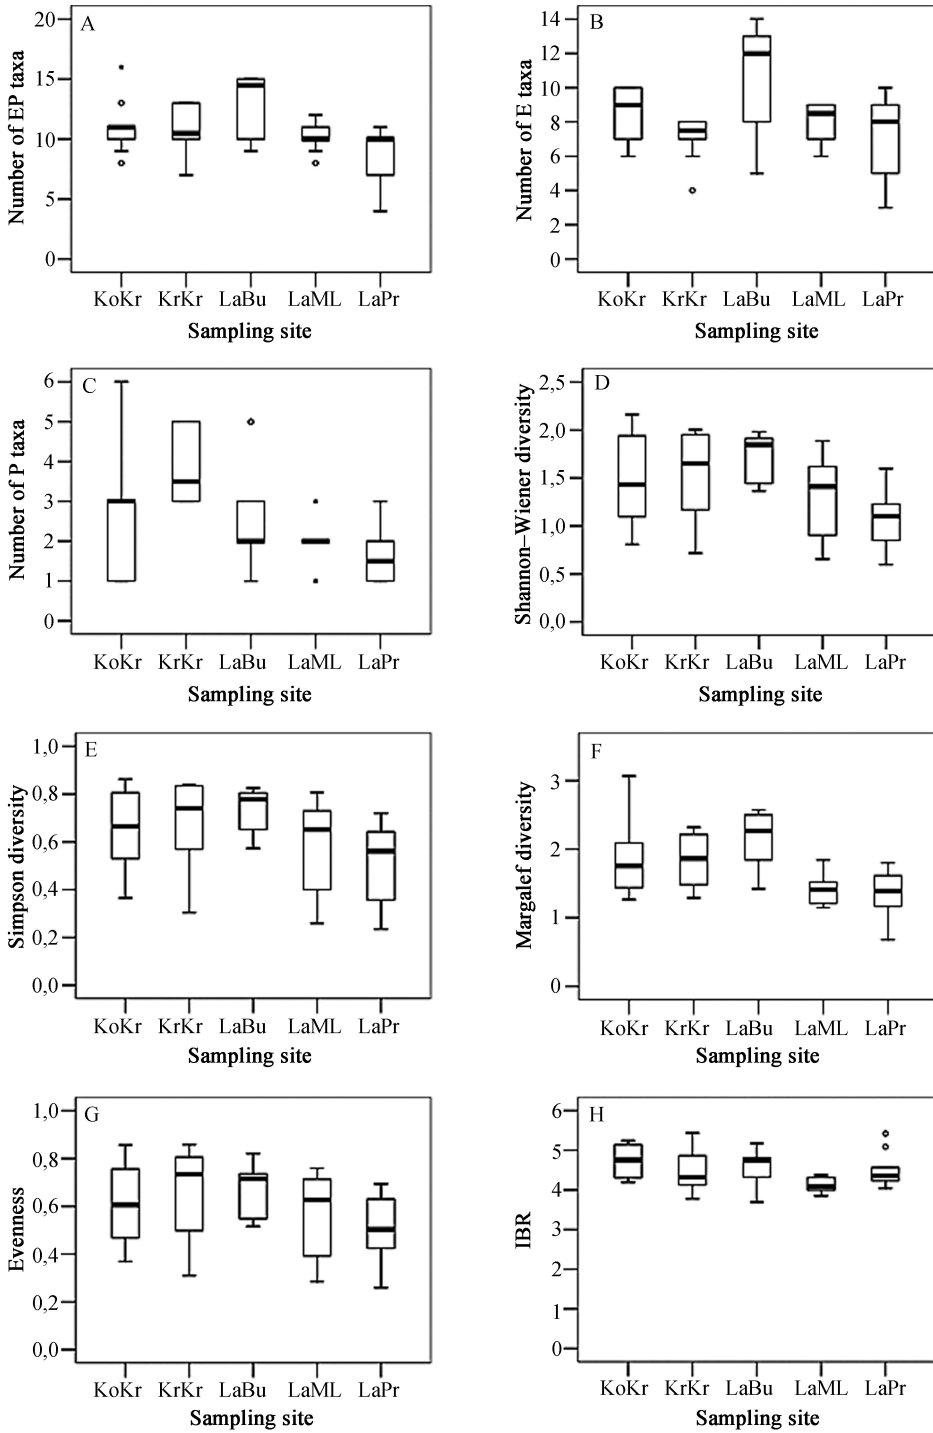 A
Number of EP taxa
20
15
10
5
0
KoKr KrKr LaBu LaML LaPr
Sampling site
B
Number of E taxa
14
12
10
8
6
4
2
0
KoKr KrKr LaBu LaML LaPr
Sampling site
C
Number of P taxa
6
5
4
3
2
1
0
KoKr KrKr LaBu LaML LaPr
Sampling site
D
Shannon–Wiener diversity
2,5
2,0
1,5
1,0
0,5
0,0
KoKr KrKr LaBu LaML LaPr
Sampling site
E
Simpson diversity
1,0
0,8
0,6
0,4
0,2
0,0
KoKr KrKr LaBu LaML LaPr
Sampling site
F
Margalef diversity
3
2
1
0
KoKr KrKr LaBu LaML LaPr
Sampling site
G
Evenness
1,0
0,8
0,6
0,4
0,2
0,0
KoKr KrKr LaBu LaML LaPr
Sampling site
H
IBR
6
5
4
3
2
1
0
KoKr KrKr LaBu LaML LaPr
Sampling site